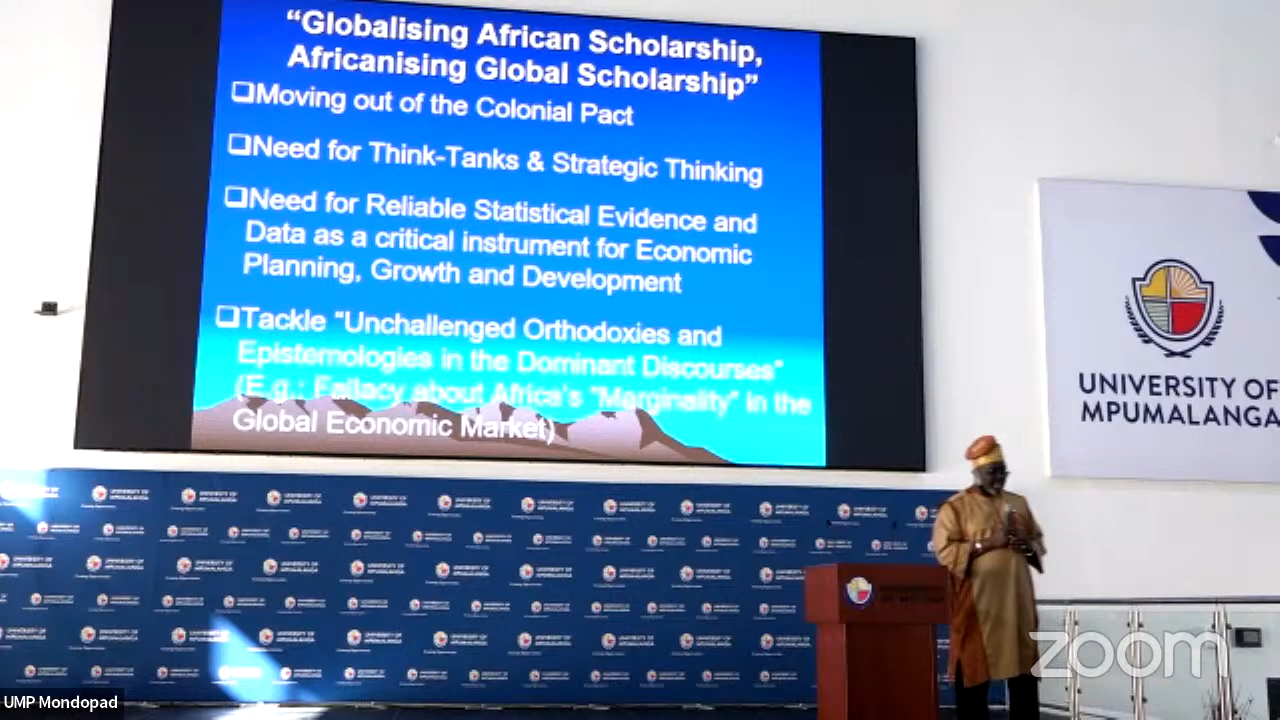 “Globalising African Scholarship,
Africanising Global Scholarship”
❑Moving out of the Colonial Pact
❑Need for Think-Tanks & Strategic Thinking
❑Need for Reliable Statistical Evidence and
Data as a critical instrument for Economic
Planning, Growth and Development
❑Tackle “Unchallenged Orthodoxies and
Epistemologies in the Dominant Discourses”
(E.g.: Fallacy about Africa's “Marginality” in the
Global Economic Market)
UNIVERSITY OF
MPUMALANGA
zoom
UMP Mondopad